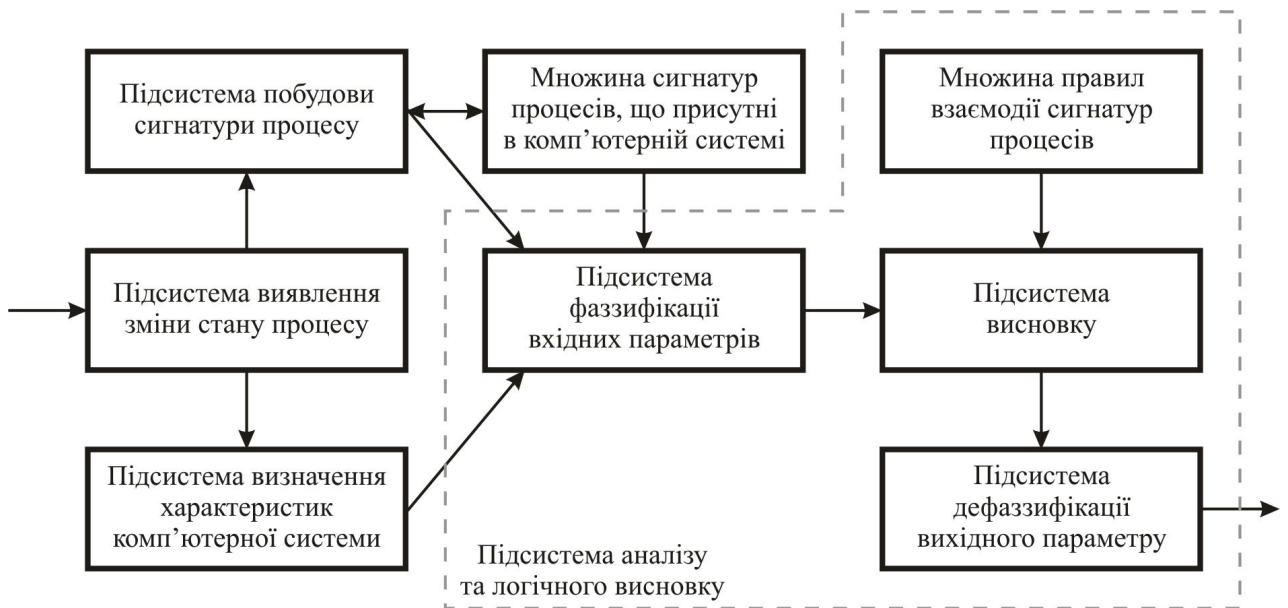 Підсистема побудови
сигнатури процесу
Множина сигнатур
процесів, що присутні
в комп’ютерній системі
Множина правил
взаємодії сигнатур
процесів
Підсистема виявлення
зміни стану процесу
Підсистема
фаззифікації
вхідних параметрів
Підсистема
висновку
Підсистема визначення
характеристик
комп’ютерної системи
Підсистема
дефаззифікації
вихідного параметру
Підсистема аналізу
та логічного висновку